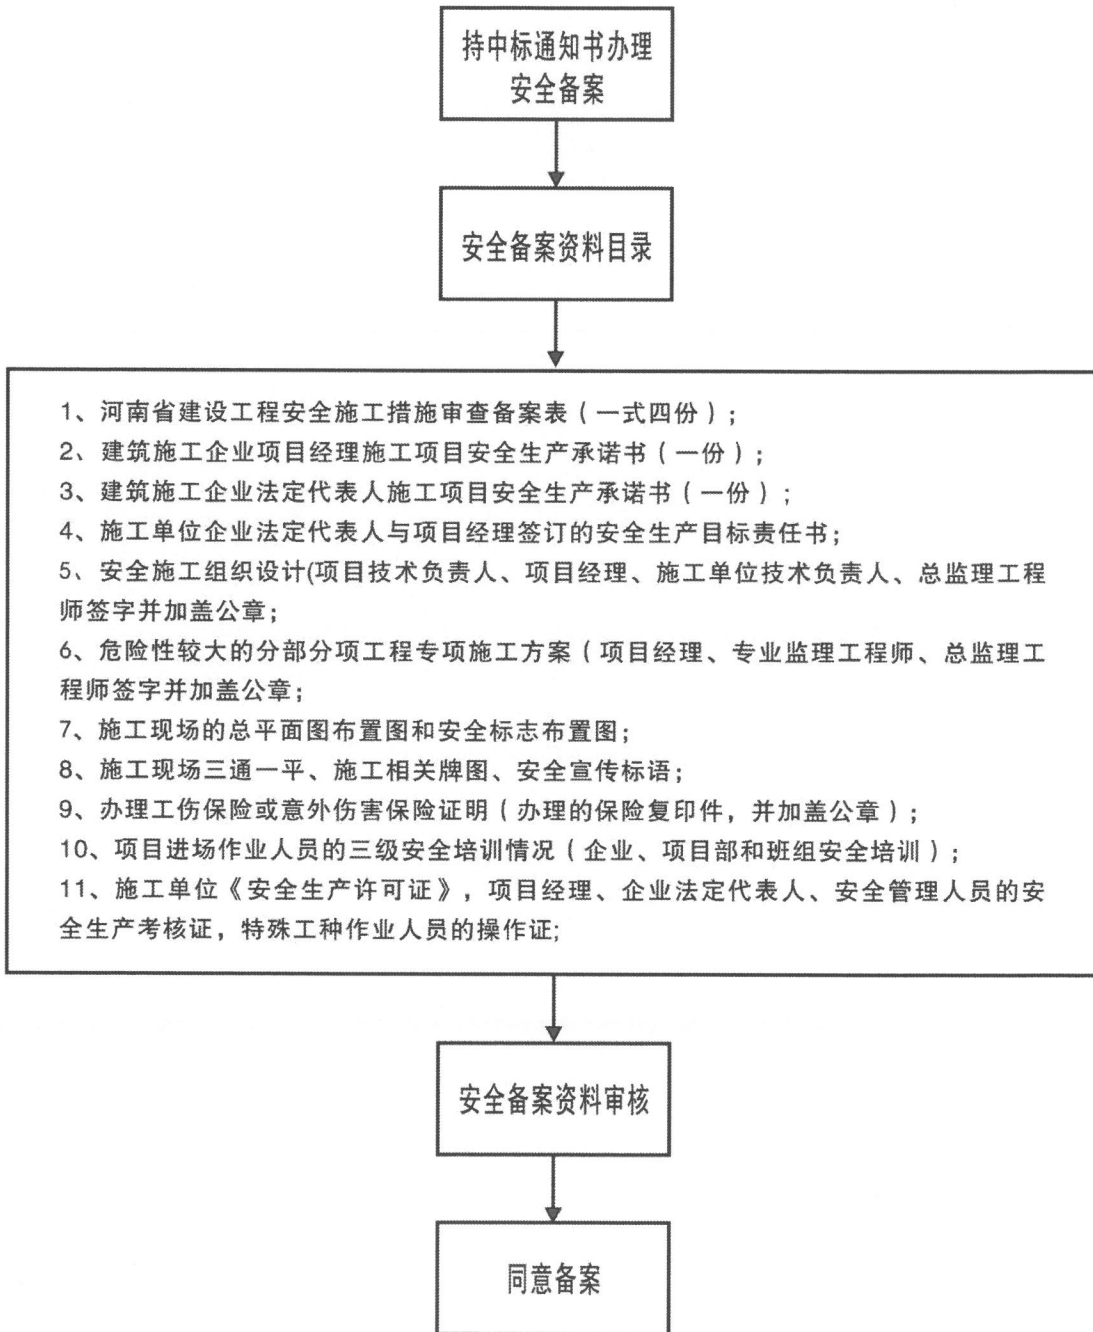 持中标通知书办理
安全备案
安全备案资料目录
1、河南省建设工程安全施工措施审查备案表（一式四份）；
2、建筑施工企业项目经理施工项目安全生产承诺书（一份）；
3、建筑施工企业法定代表人施工项目安全生产承诺书（一份）；
4、施工单位企业法定代表人与项目经理签订的安全生产目标责任书；
5、安全施工组织设计(项目技术负责人、项目经理、施工单位技术负责人、总监理工程
师签字并加盖公章；
6、危险性较大的分部分项工程专项施工方案（项目经理、专业监理工程师、总监理工
程师签字并加盖公章；
7、施工现场的总平面图布置图和安全标志布置图；
8、施工现场三通一平、施工相关牌图、安全宣传标语；
9、办理工伤保险或意外伤害保险证明（办理的保险复印件，并加盖公章）；
10、项目进场作业人员的三级安全培训情况（企业、项目部和班组安全培训）；
11、施工单位《安全生产许可证》，项目经理、企业法定代表人、安全管理人员的安
全生产考核证，特殊工种作业人员的操作证;
安全备案资料审核
同意备案